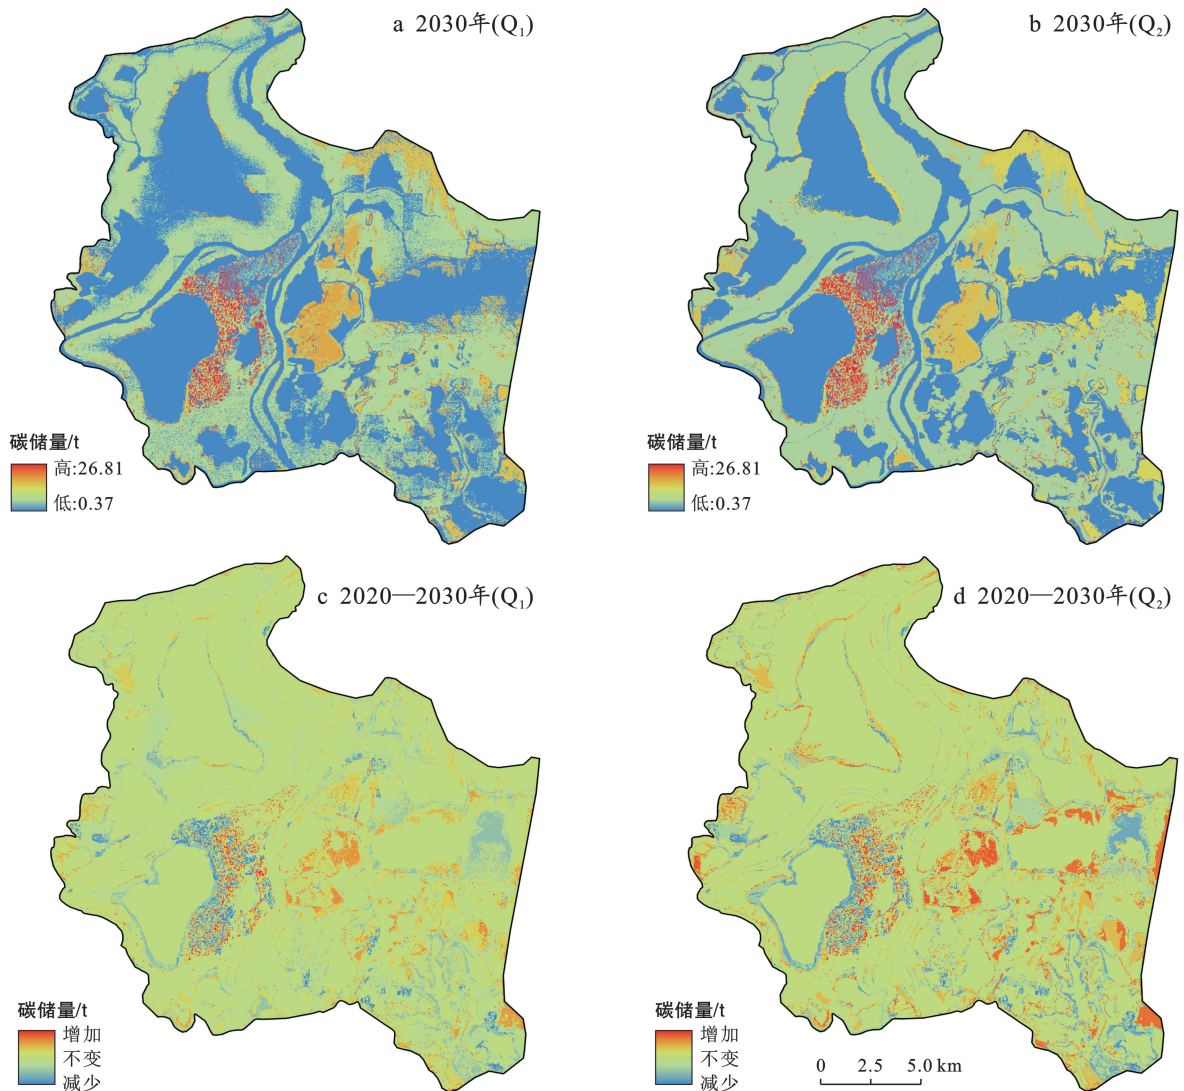 a 2030年(Q₁)
b 2030年(Q₂)
碳储量/t
高:26.81
低:0.37
碳储量/t
高:26.81
低:0.37
c 2020—2030年(Q₁)
d 2020—2030年(Q₂)
碳储量/t
增加
不变
减少
碳储量/t
增加
不变
减少
0 2.5 5.0 km